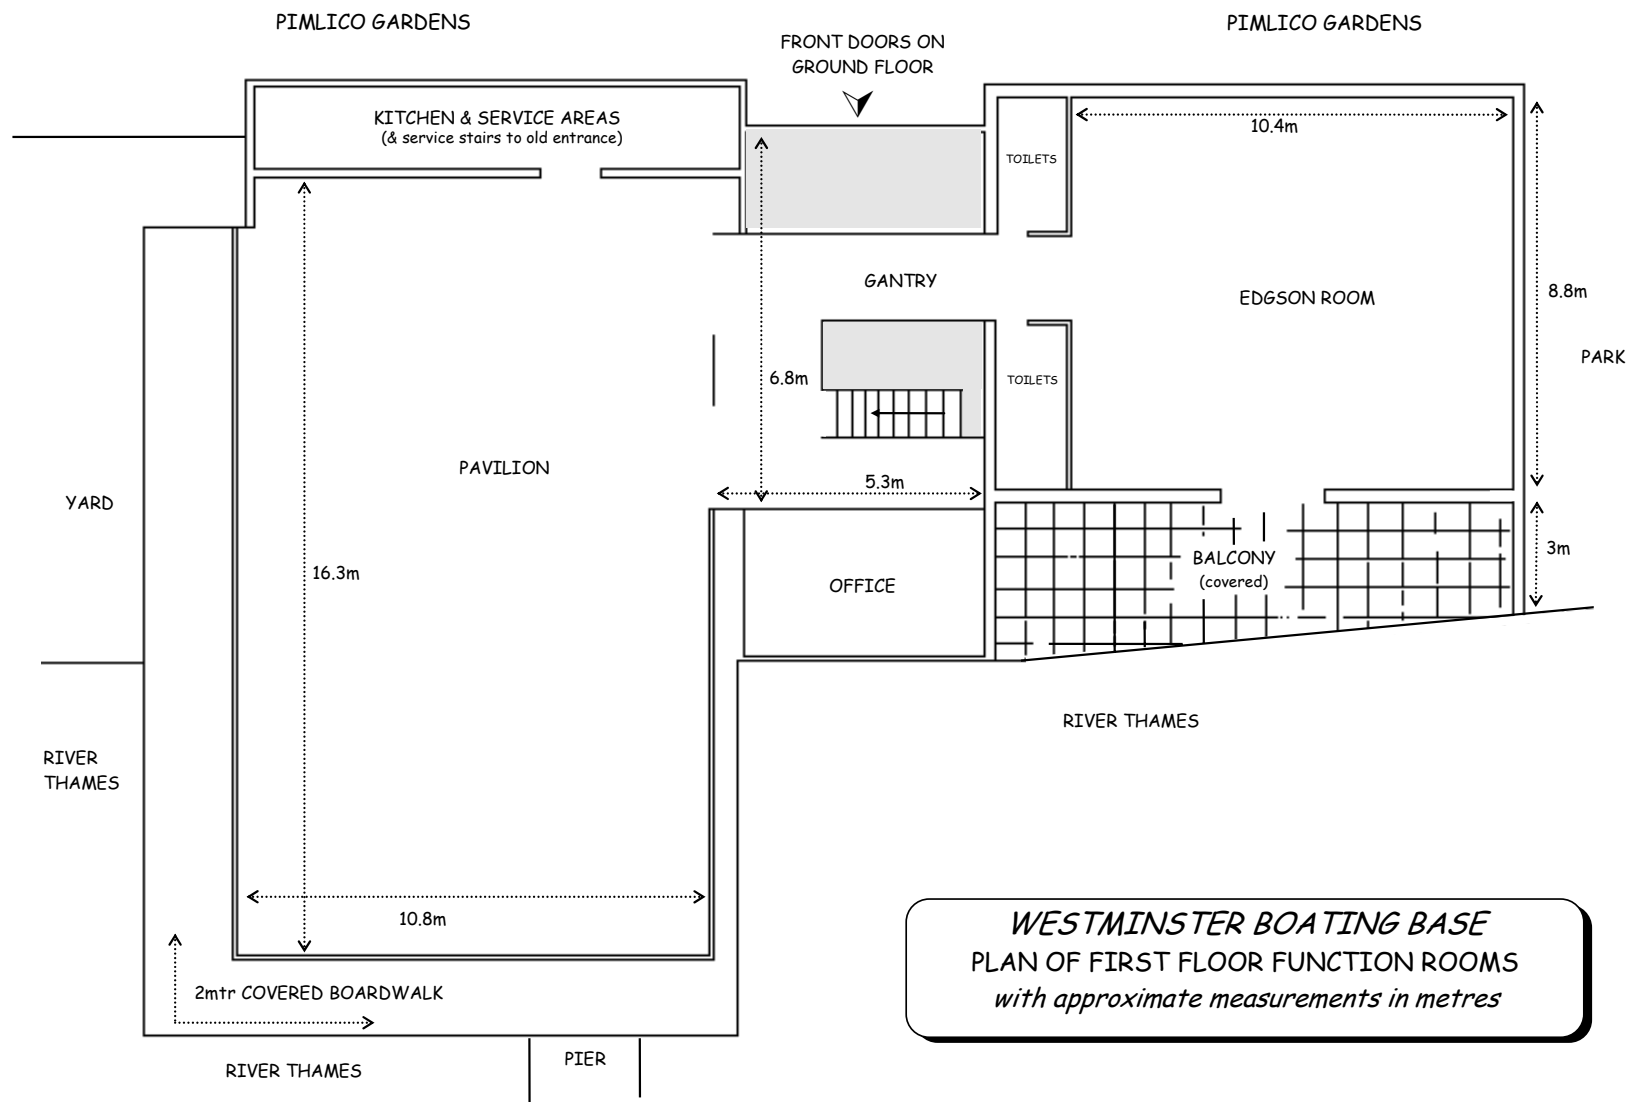 PIMLICO GARDENS
PIMLICO GARDENS
FRONT DOORS ON
GROUND FLOOR
KITCHEN & SERVICE AREAS
(& service stairs to old entrance)
10.4m
TOILETS
GANTRY
EDGSON ROOM
8.8m
PARK
6.8m
TOILETS
PAVILION
5.3m
YARD
3m
BALCONY
(covered)
16.3m
OFFICE
RIVER THAMES
RIVER
THAMES
10.8m
WESTMINSTER BOATING BASE
PLAN OF FIRST FLOOR FUNCTION ROOMS
with approximate measurements in metres
2mtr COVERED BOARDWALK
PIER
RIVER THAMES